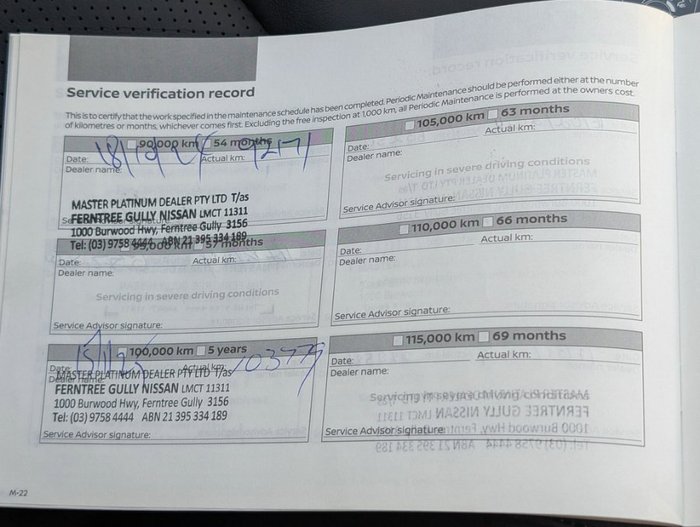 Service verification record
This is to certify that the work specified in the maintenance schedule has been completed. Periodic Maintenance should be performed either at the number
of kilometres or months, whichever comes first. Excluding the free inspection at 1,000 km, all Periodic Maintenance is performed at the owners cost.
90,000 km 54 months
Date: Actual km:
Dealer name:
MASTER PLATINUM DEALER PTY LTD T/as
FERNTREE GULLY NISSAN LMCT 11311
1000 Burwood Hwy, Ferntree Gully 3156
Tel: (03) 9758 4444 ABN 21 395 334 189
95,000 km 57 months
Date: Actual km:
Dealer name:
Servicing in severe driving conditions
Service Advisor signature:
100,000 km 5 years
Date: Actual km: 103779
Dealer name:
MASTER PLATINUM DEALER PTY LTD T/as
FERNTREE GULLY NISSAN LMCT 11311
1000 Burwood Hwy, Ferntree Gully 3156
Tel: (03) 9758 4444 ABN 21 395 334 189
Service Advisor signature:
105,000 km 63 months
Date: Actual km:
Dealer name:
Servicing in severe driving conditions
Service Advisor signature:
110,000 km 66 months
Date: Actual km:
Dealer name:
Service Advisor signature:
115,000 km 69 months
Date: Actual km:
Dealer name:
Servicing in severe driving conditions
Service Advisor signature:
M-22